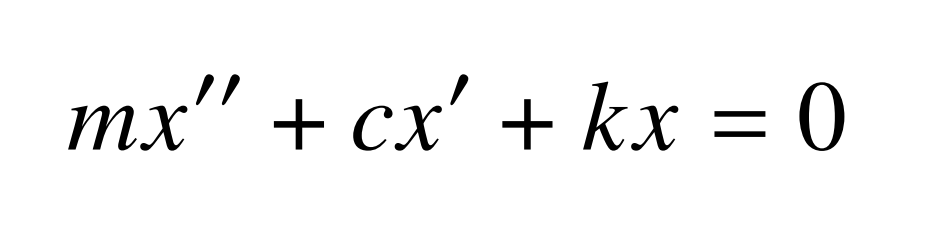 mx″ + cx′ + kx = 0